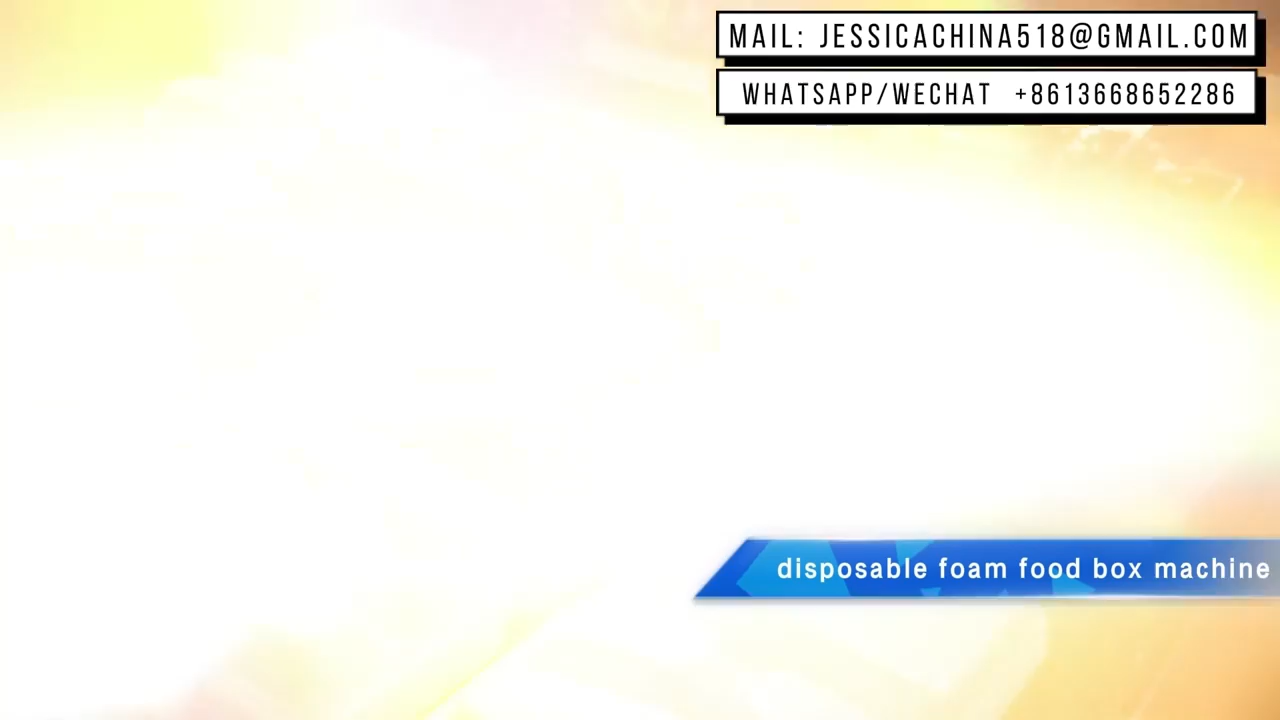 MAIL: JESSICACHINA518@GMAIL.COM
WHATSAPP/WECHAT +8613668652286
disposable foam food box machine